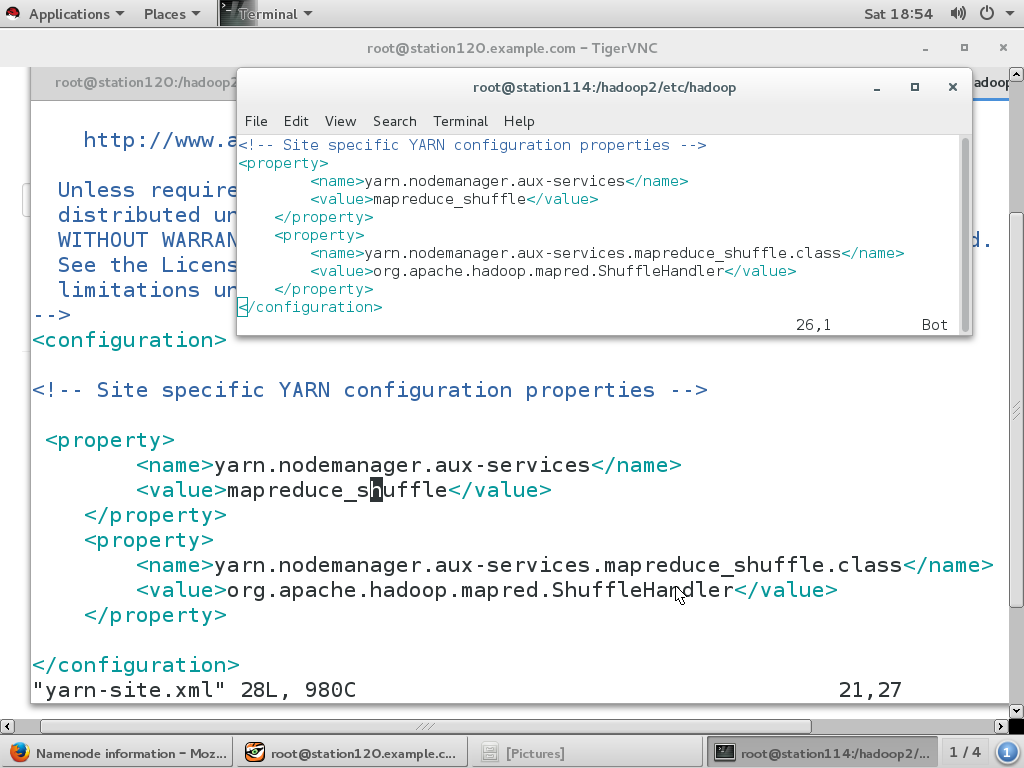 Applications Places Terminal Sat 18:54
root@station120.example.com – TigerVNC
root@station120:/hadoop2
adoop
root@station114:/hadoop2/etc/hadoop
File Edit View Search Terminal Help
<!-- Site specific YARN configuration properties -->
<property>
<name>yarn.nodemanager.aux-services</name>
<value>mapreduce_shuffle</value>
</property>
<property>
<name>yarn.nodemanager.aux-services.mapreduce_shuffle.class</name>
<value>org.apache.hadoop.mapred.ShuffleHandler</value>
</property>
</configuration>
26,1 Bot
http://www.a
Unless require
distributed un
WITHOUT WARRAN d.
See the Licens
limitations un
-->
<configuration>
<!-- Site specific YARN configuration properties -->
<property>
<name>yarn.nodemanager.aux-services</name>
<value>mapreduce_shuffle</value>
</property>
<property>
<name>yarn.nodemanager.aux-services.mapreduce_shuffle.class</name>
<value>org.apache.hadoop.mapred.ShuffleHandler</value>
</property>
</configuration>
"yarn-site.xml" 28L, 980C 21,27
Namenode information – Moz... root@station120.example.c... [Pictures] root@station114:/hadoop2/... 1 / 4 1